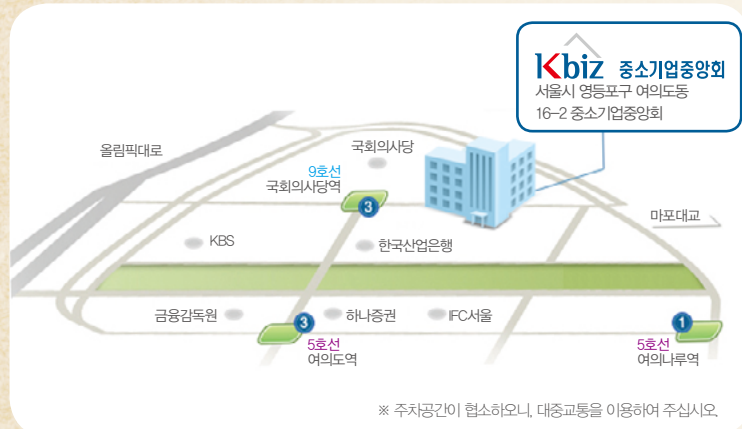 Kbiz 중소기업중앙회
서울시 영등포구 여의도동
16-2 중소기업중앙회
올림픽대로
국회의사당
9호선
국회의사당역
3
마포대교
KBS
한국산업은행
금융감독원
3
하나증권
IFC서울
1
5호선
여의도역
5호선
여의나루역
※ 주차공간이 협소하오니, 대중교통을 이용하여 주십시오.